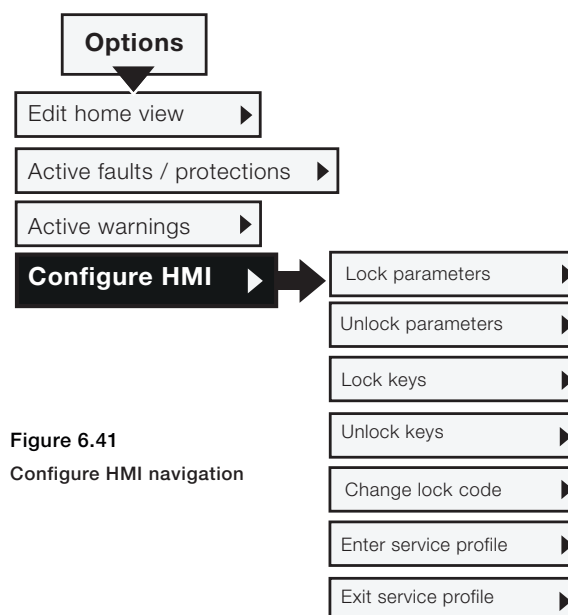 Options
Edit home view
Active faults / protections
Active warnings
Configure HMI
Lock parameters
Unlock parameters
Lock keys
Unlock keys
Change lock code
Enter service profile
Exit service profile
Figure 6.41
Configure HMI navigation